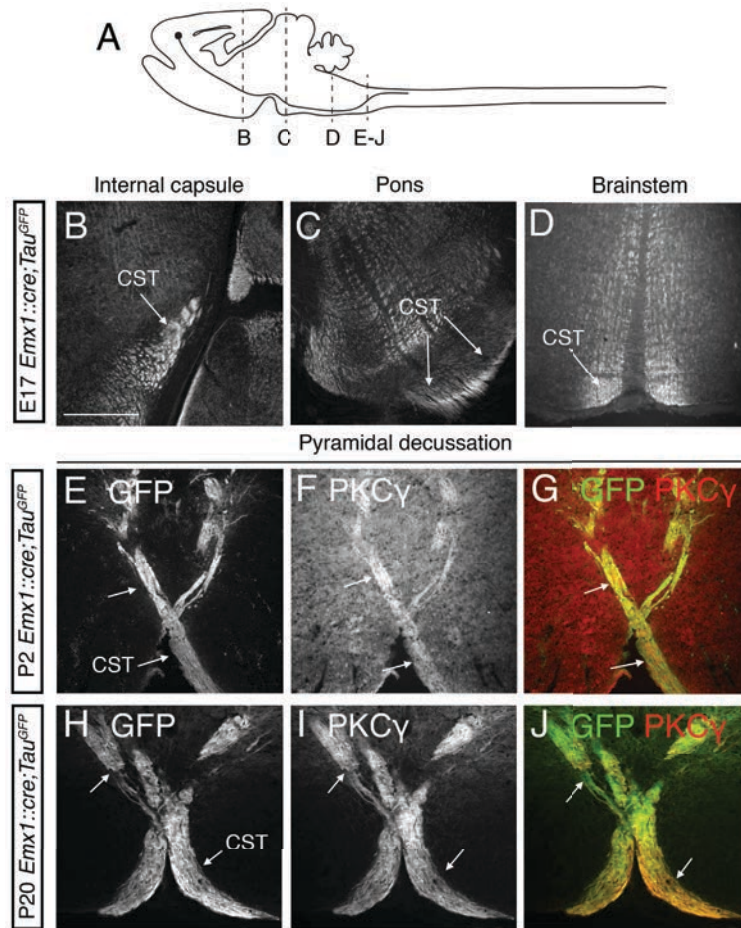 A
B C D E-J
Internal capsule Pons Brainstem
E17 Emx1::cre;Tau^GFP
B CST
C CST
D CST
Pyramidal decussation
P2 Emx1::cre;Tau^GFP
E GFP
CST
F PKCγ
G GFP PKCγ
P20 Emx1::cre;Tau^GFP
H GFP
CST
I PKCγ
J GFP PKCγ